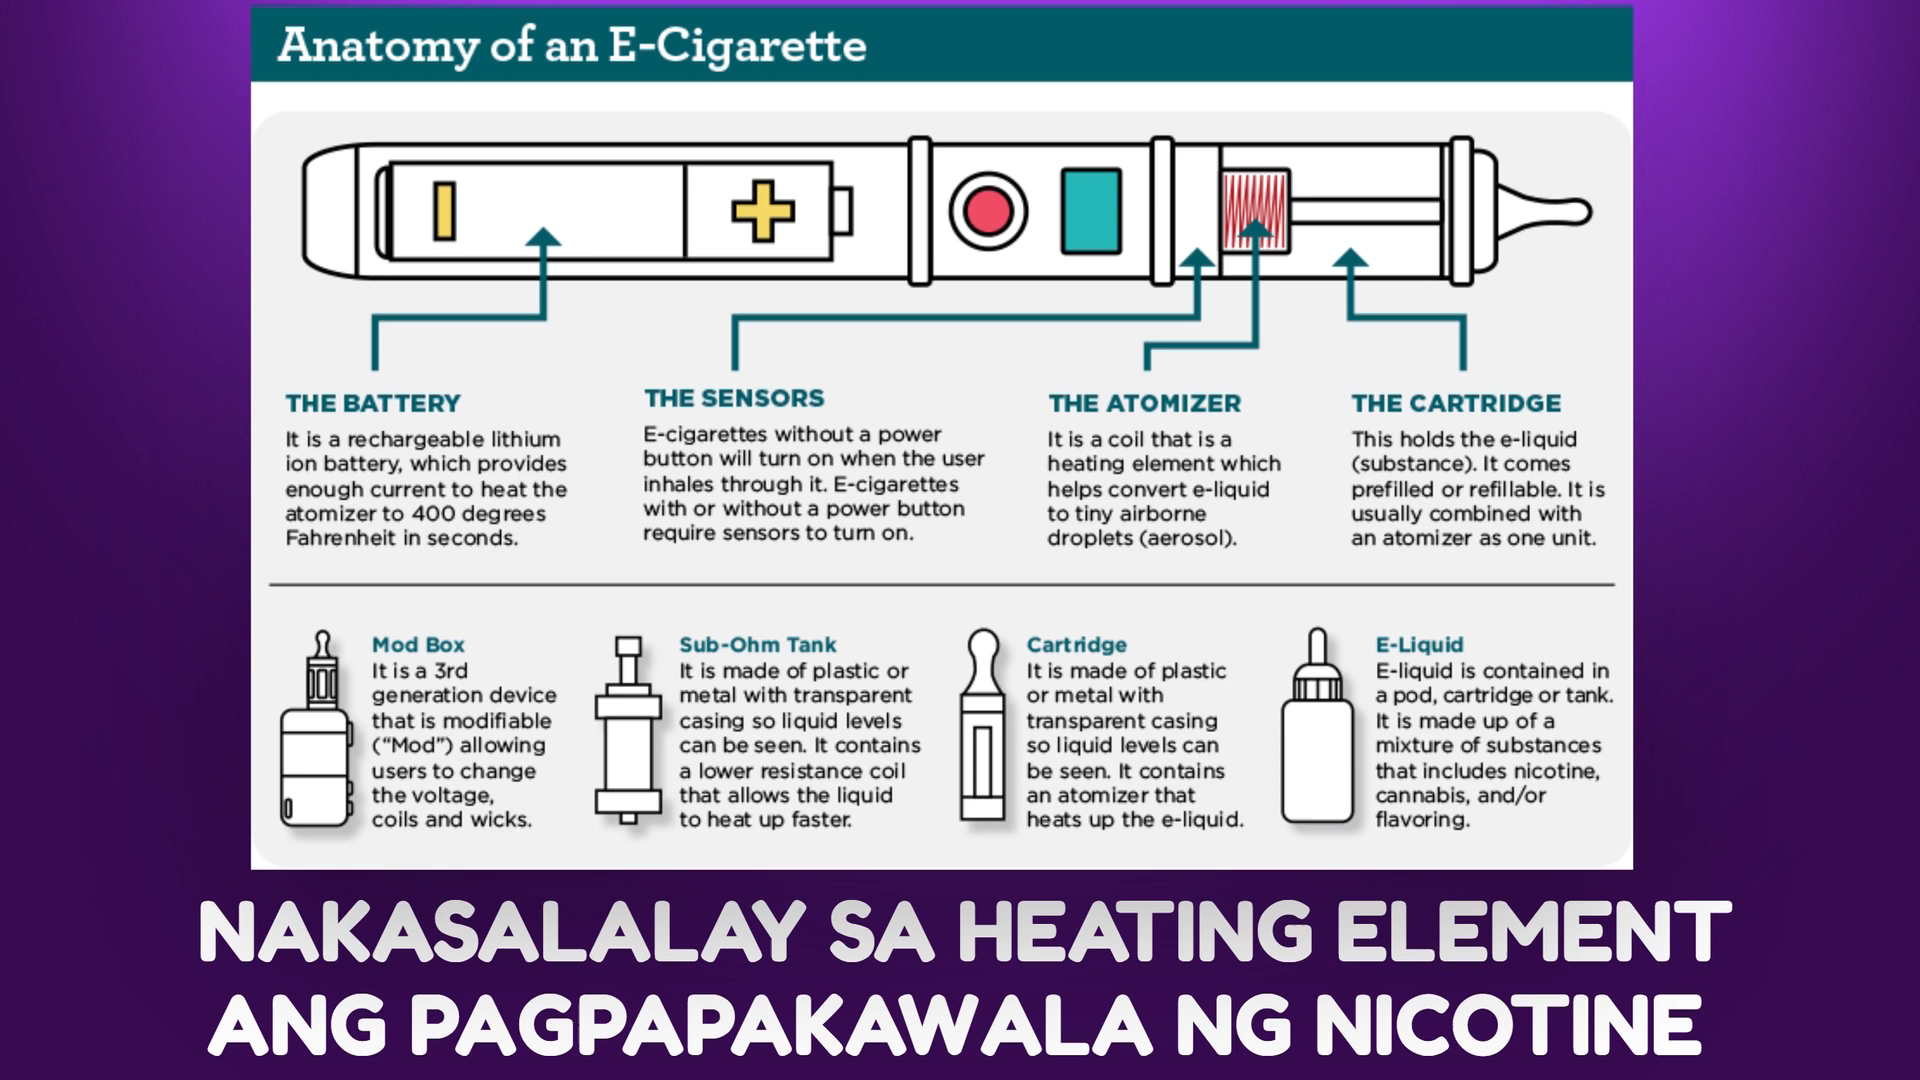 Anatomy of an E-Cigarette
THE BATTERY
It is a rechargeable lithium
ion battery, which provides
enough current to heat the
atomizer to 400 degrees
Fahrenheit in seconds.
THE SENSORS
E-cigarettes without a power
button will turn on when the user
inhales through it. E-cigarettes
with or without a power button
require sensors to turn on.
THE ATOMIZER
It is a coil that is a
heating element which
helps convert e-liquid
to tiny airborne
droplets (aerosol).
THE CARTRIDGE
This holds the e-liquid
(substance). It comes
prefilled or refillable. It is
usually combined with
an atomizer as one unit.
Mod Box
It is a 3rd
generation device
that is modifiable
(“Mod”) allowing
users to change
the voltage,
coils and wicks.
Sub-Ohm Tank
It is made of plastic or
metal with transparent
casing so liquid levels
can be seen. It contains
a lower resistance coil
that allows the liquid
to heat up faster.
Cartridge
It is made of plastic
or metal with
transparent casing
so liquid levels can
be seen. It contains
an atomizer that
heats up the e-liquid.
E-Liquid
E-liquid is contained in
a pod, cartridge or tank.
It is made up of a
mixture of substances
that includes nicotine,
cannabis, and/or
flavoring.
NAKASALALAY SA HEATING ELEMENT
ANG PAGPAPAKAWALA NG NICOTINE